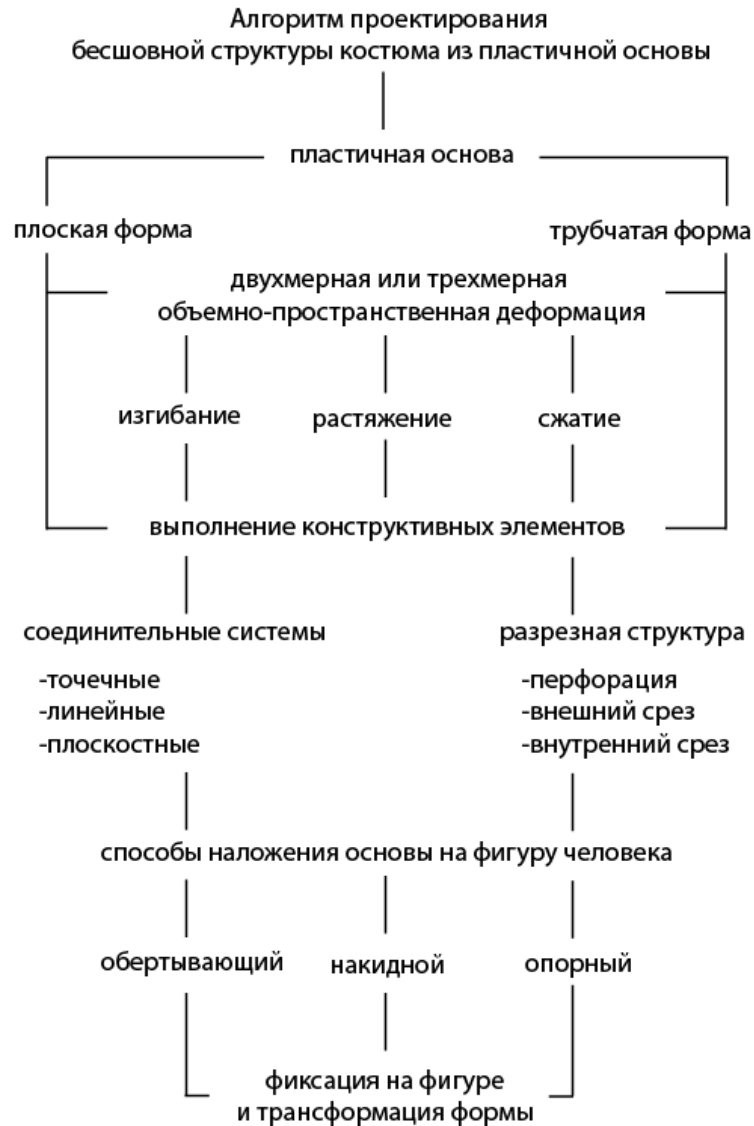 Алгоритм проектирования
бесшовной структуры костюма из пластичной основы
пластичная основа
плоская форма
трубчатая форма
двухмерная или трехмерная
объемно-пространственная деформация
изгибание
растяжение
сжатие
выполнение конструктивных элементов
соединительные системы
разрезная структура
-точечные
-линейные
-плоскостные
-перфорация
-внешний срез
-внутренний срез
способы наложения основы на фигуру человека
обертывающий
накидной
опорный
фиксация на фигуре
и трансформация формы